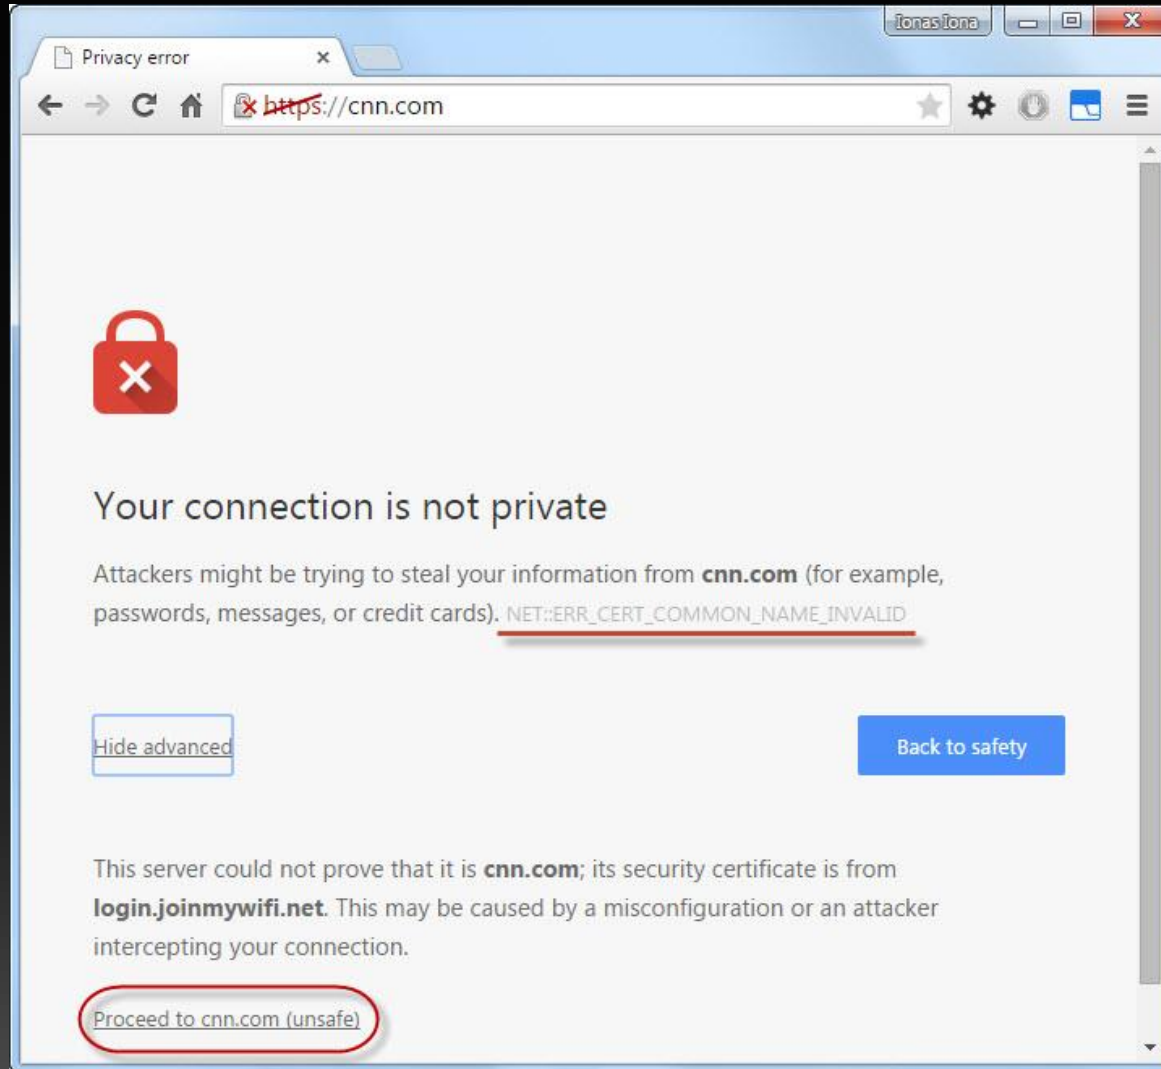 Ionas Iona
Privacy error
https://cnn.com
Your connection is not private
Attackers might be trying to steal your information from cnn.com (for example,
passwords, messages, or credit cards). NET::ERR_CERT_COMMON_NAME_INVALID
Hide advanced
Back to safety
This server could not prove that it is cnn.com; its security certificate is from
login.joinmywifi.net. This may be caused by a misconfiguration or an attacker
intercepting your connection.
Proceed to cnn.com (unsafe)